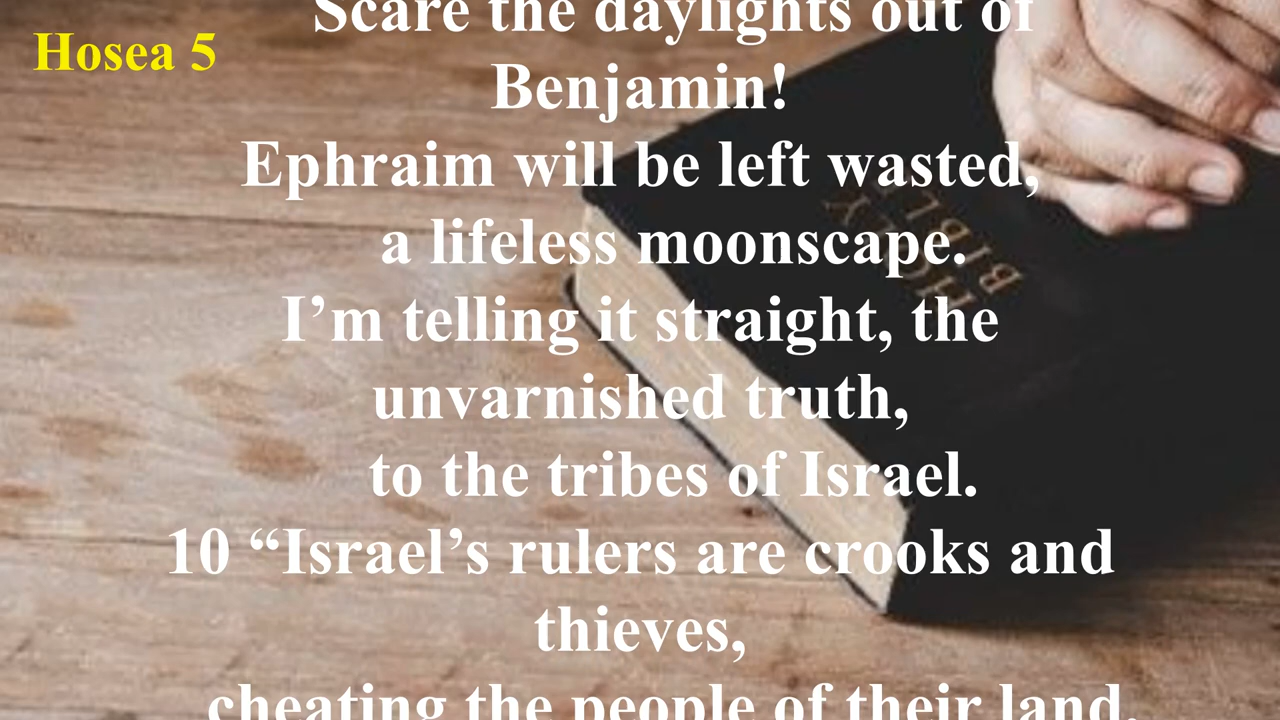 Hosea 5
Scare the daylights out of
Benjamin!
Ephraim will be left wasted,
a lifeless moonscape.
I’m telling it straight, the
unvarnished truth,
to the tribes of Israel.
10 “Israel’s rulers are crooks and
thieves,
cheating the people of their land
HOLY
BIBLE